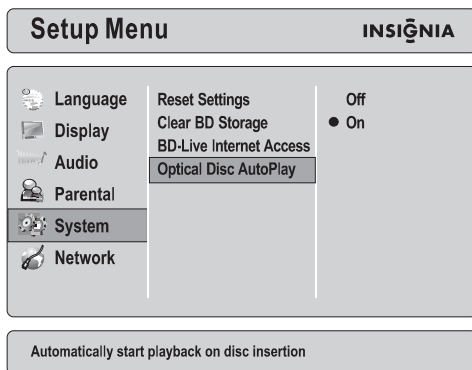 Setup Menu
INSIGNIA
Language
Display
Audio
Parental
System
Network
Reset Settings
Clear BD Storage
BD-Live Internet Access
Optical Disc AutoPlay
Off
On
Automatically start playback on disc insertion